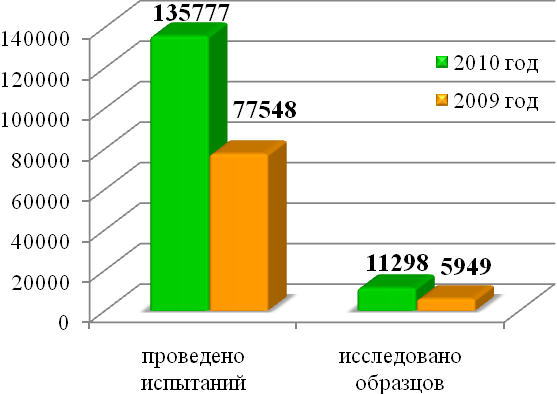 135777
140000
120000
100000
80000
60000
40000
20000
0
77548
2010 год
2009 год
11298
5949
проведено
испытаний
исследовано
образцов